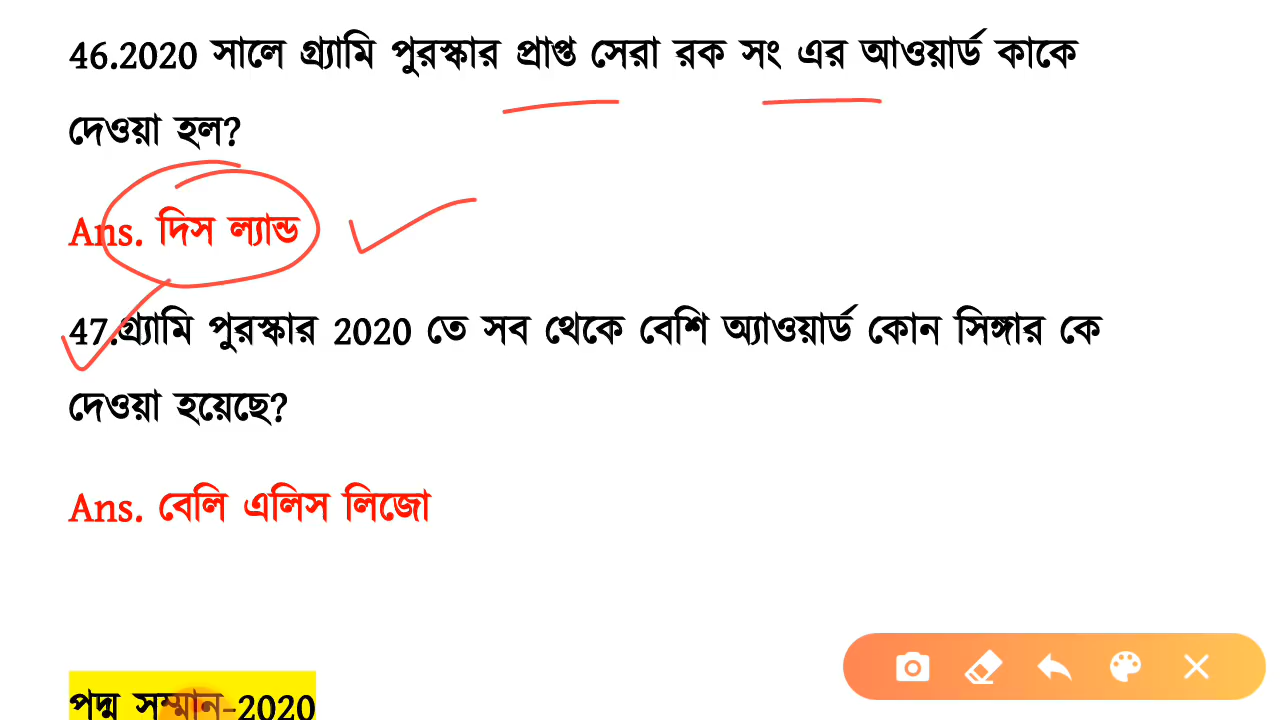 46.2020 সালে গ্র্যামি পুরস্কার প্রাপ্ত সেরা রক সং এর আওয়ার্ড কাকে
দেওয়া হল?
Ans. দিস ল্যান্ড
47.গ্র্যামি পুরস্কার 2020 তে সব থেকে বেশি অ্যাওয়ার্ড কোন সিঙ্গার কে
দেওয়া হয়েছে?
Ans. বেলি এলিস লিজো
পদ্ম সম্মান-2020